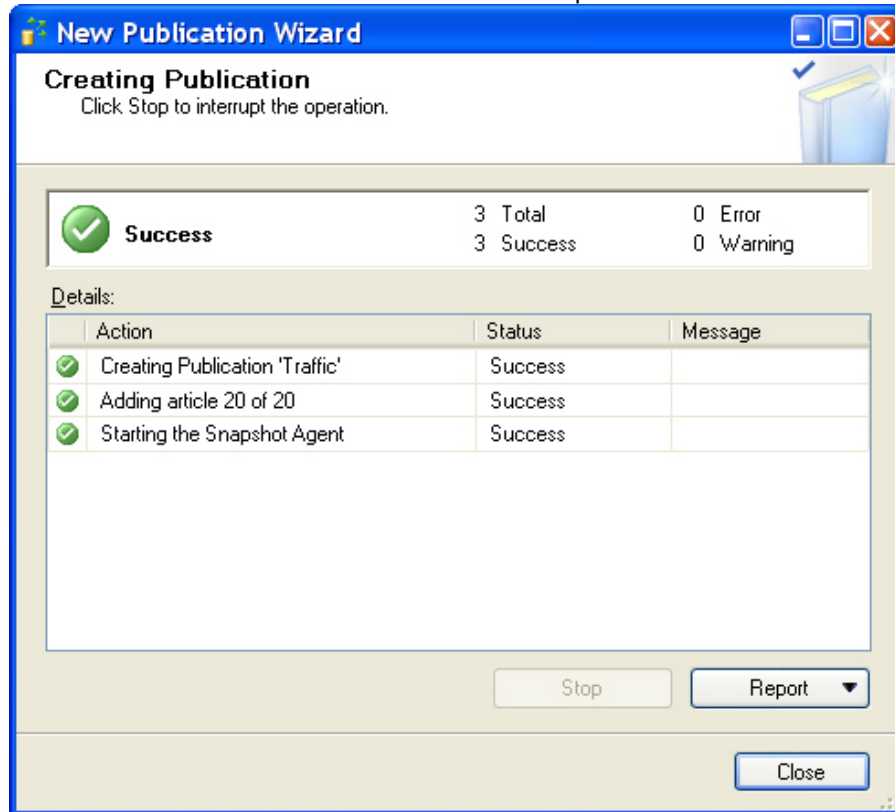 New Publication Wizard
Creating Publication
Click Stop to interrupt the operation.
Success
3 Total
0 Error
3 Success
0 Warning
Details:
Action Status Message
Creating Publication 'Traffic' Success
Adding article 20 of 20 Success
Starting the Snapshot Agent Success
Stop
Report
Close